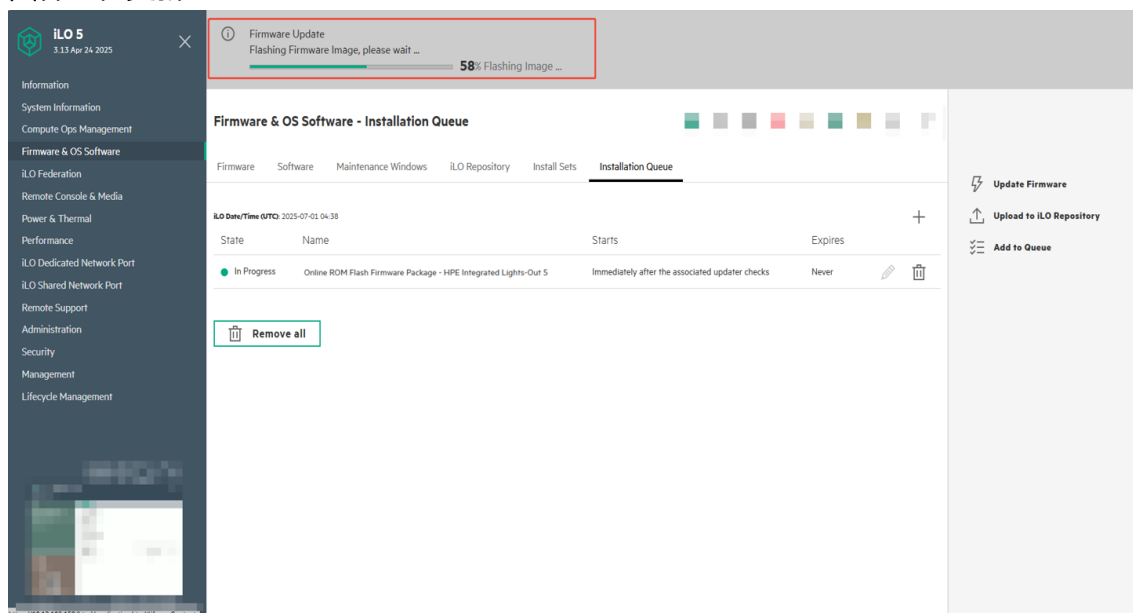 iLO 5
3.13 Apr 24 2025
Information
System Information
Compute Ops Management
Firmware & OS Software
iLO Federation
Remote Console & Media
Power & Thermal
Performance
iLO Dedicated Network Port
iLO Shared Network Port
Remote Support
Administration
Security
Management
Lifecycle Management
Firmware Update
Flashing Firmware Image, please wait ...
58% Flashing Image ...
Firmware & OS Software - Installation Queue
Firmware Software Maintenance Windows iLO Repository Install Sets Installation Queue
iLO Date/Time (UTC): 2025-07-01 04:38
State Name Starts Expires
In Progress Online ROM Flash Firmware Package - HPE Integrated Lights-Out 5 Immediately after the associated updater checks Never
Remove all
Update Firmware
Upload to iLO Repository
Add to Queue